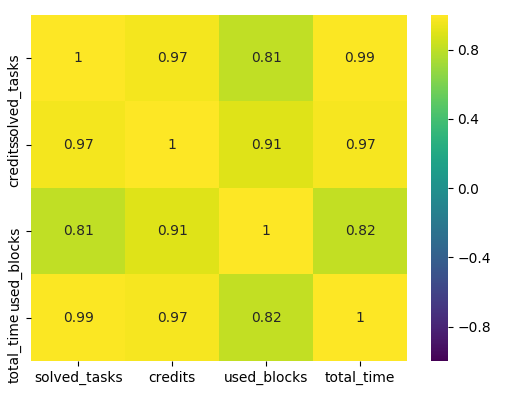 solved_tasks
1 0.97 0.81 0.99
credits
0.97 1 0.91 0.97
used_blocks
0.81 0.91 1 0.82
total_time
0.99 0.97 0.82 1
solved_tasks credits used_blocks total_time
0.8
0.4
0.0
−0.4
−0.8